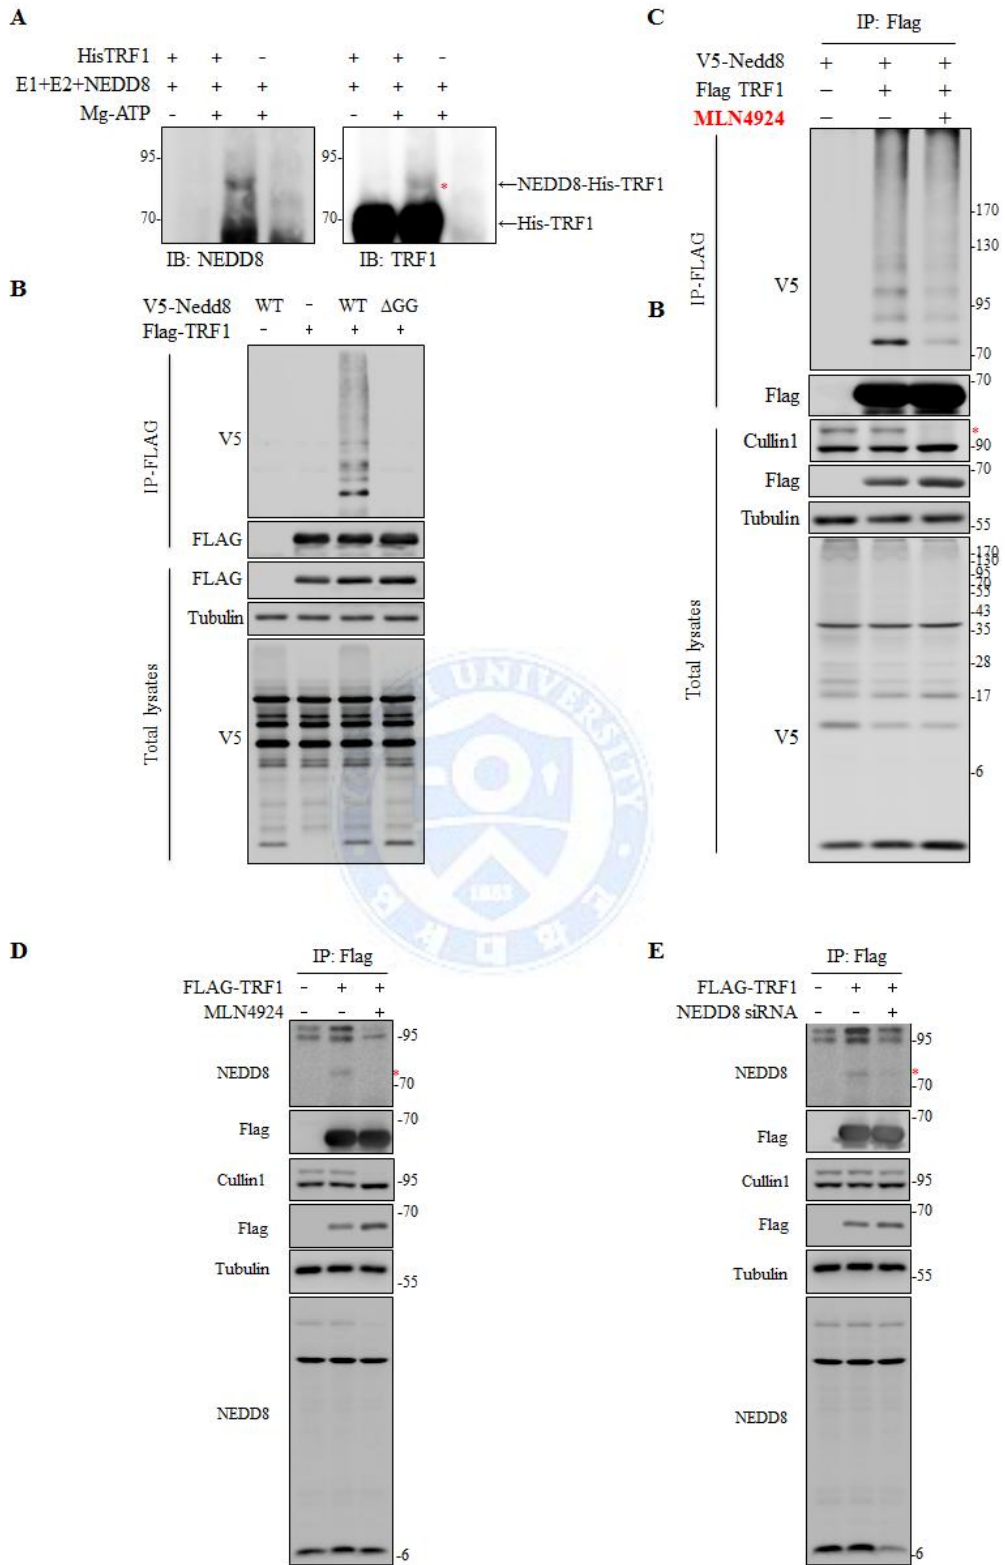 A
HisTRF1 + + - + + -
E1+E2+NEDD8 + + + + + +
Mg-ATP - + + - + +
95- 95-
70- 70-
* ←NEDD8-His-TRF1
←His-TRF1
IB: NEDD8 IB: TRF1
B
V5-Nedd8 WT - WT ΔGG
Flag-TRF1 - + + +
IP-FLAG
V5
FLAG
Total lysates
FLAG
Tubulin
V5
C
IP: Flag
V5-Nedd8 + + +
Flag TRF1 - + +
MLN4924 - - +
B
IP-FLAG
V5
-170
-130
-95
-70
Flag
-70
Total lysates
Cullin1
*
-90
Flag
-70
Tubulin
-55
V5
-170
-130
-95
-70
-55
-43
-35
-28
-17
-6
UNIVERSITY
1885
D
IP: Flag
FLAG-TRF1 - + +
MLN4924 - - +
NEDD8
-95
*
-70
Flag
-70
Cullin1
-95
Flag
-70
Tubulin
-55
NEDD8
-6
E
IP: Flag
FLAG-TRF1 - + +
NEDD8 siRNA - - +
NEDD8
-95
*
-70
Flag
-70
Cullin1
-95
Flag
-70
Tubulin
-55
NEDD8
-6